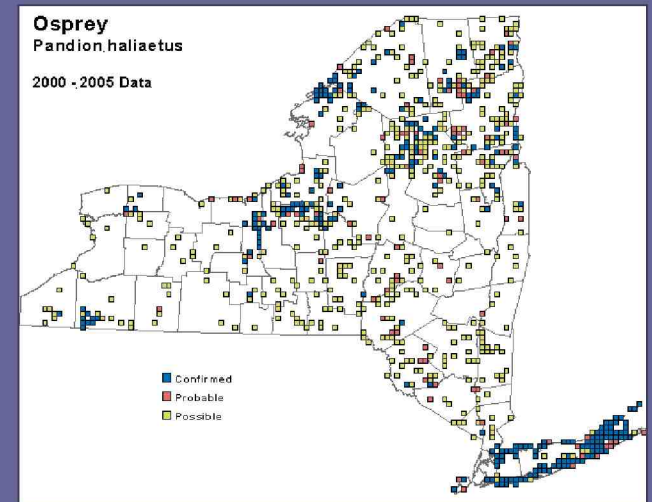 Osprey
Pandion haliaetus
2000 - 2005 Data
Confirmed
Probable
Possible